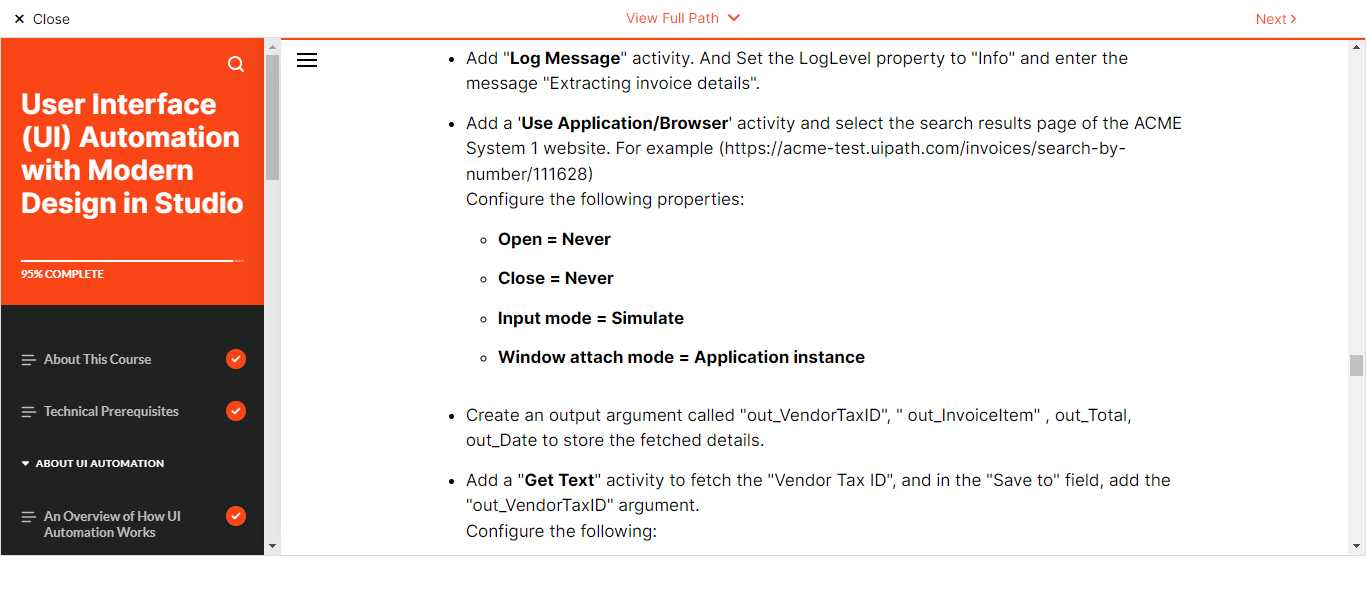 × Close
View Full Path
Next
User Interface
(UI) Automation
with Modern
Design in Studio
95% COMPLETE
About This Course
Technical Prerequisites
ABOUT UI AUTOMATION
An Overview of How UI
Automation Works
• Add "Log Message" activity. And Set the LogLevel property to "Info" and enter the
message "Extracting invoice details".
• Add a 'Use Application/Browser' activity and select the search results page of the ACME
System 1 website. For example (https://acme-test.uipath.com/invoices/search-by-
number/111628)
Configure the following properties:
◦ Open = Never
◦ Close = Never
◦ Input mode = Simulate
◦ Window attach mode = Application instance
• Create an output argument called "out_VendorTaxID", " out_InvoiceItem" , out_Total,
out_Date to store the fetched details.
• Add a "Get Text" activity to fetch the "Vendor Tax ID", and in the "Save to" field, add the
"out_VendorTaxID" argument.
Configure the following: